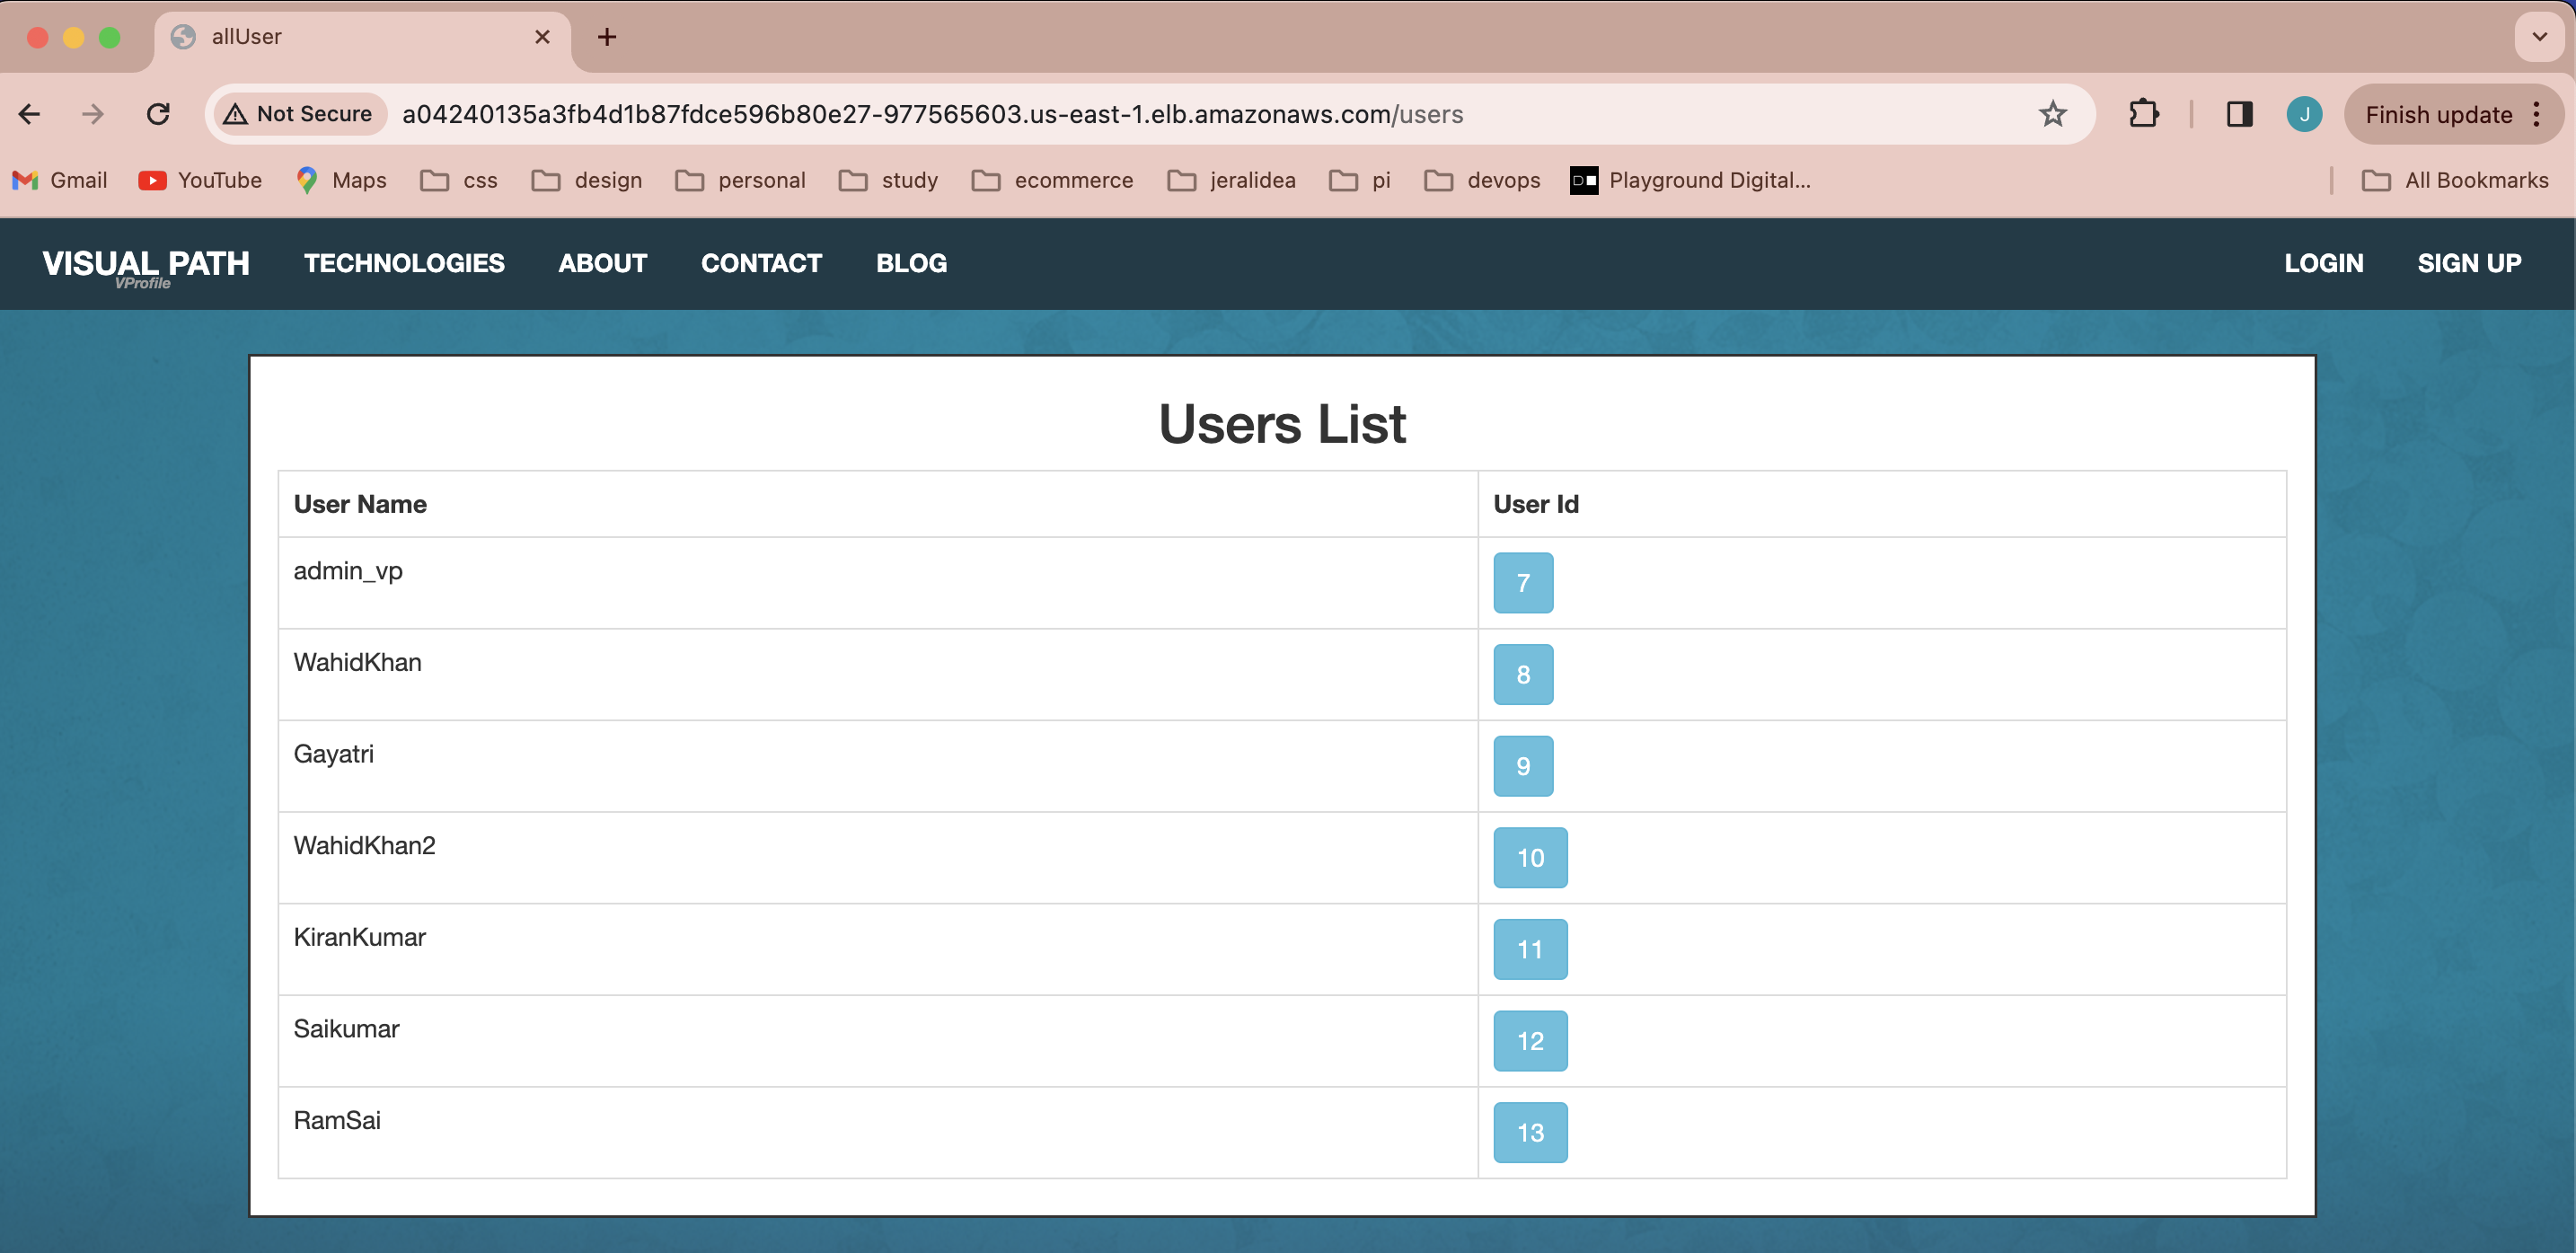 allUser
Not Secure a04240135a3fb4d1b87fdce596b80e27-977565603.us-east-1.elb.amazonaws.com/users J Finish update
Gmail YouTube Maps css design personal study ecommerce jeralidea pi devops Playground Digital... All Bookmarks
VISUAL PATH TECHNOLOGIES ABOUT CONTACT BLOG LOGIN SIGN UP
VProfile
Users List
User Name User Id
admin_vp 7
WahidKhan 8
Gayatri 9
WahidKhan2 10
KiranKumar 11
Saikumar 12
RamSai 13